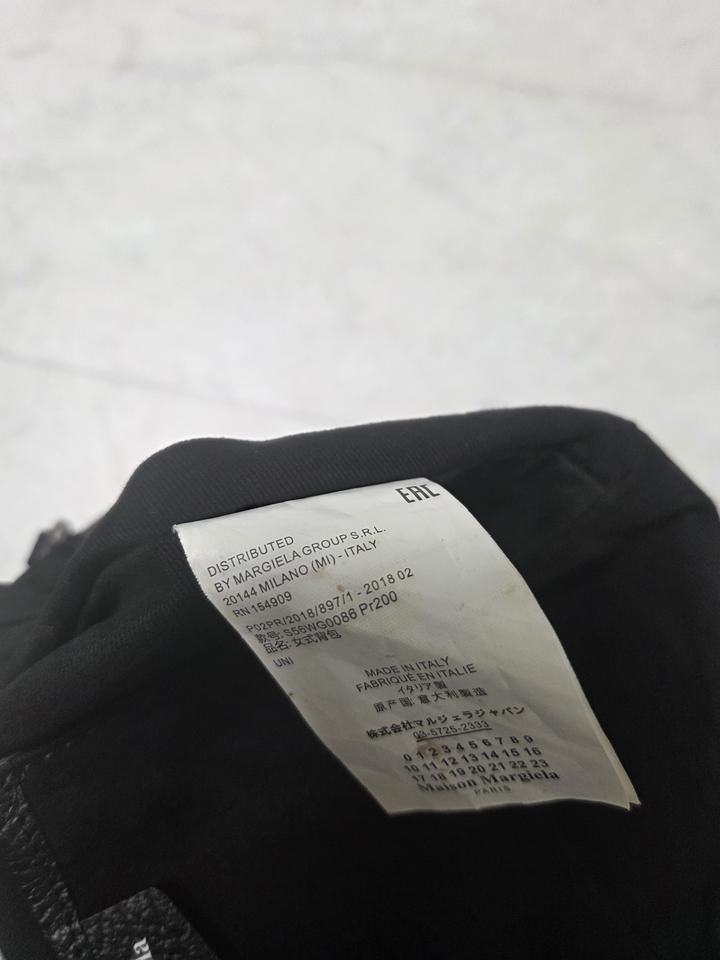 EAC
DISTRIBUTED
BY MARGIELA GROUP S.R.L.
20144 MILANO (MI) - ITALY
RN 154909
P02PR/2018/897/1 - 2018 02
款号: S56WG0086 Pr200
品名: 女式背包
UNI
MADE IN ITALY
FABRIQUÉ EN ITALIE
イタリア製
原产国: 意大利製造
株式会社マルジェラジャパン
03-5725-2333
0 1 2 3 4 5 6 7 8 9
10 11 12 13 14 15 16
17 18 19 20 21 22 23
Maison Margiela
PARIS